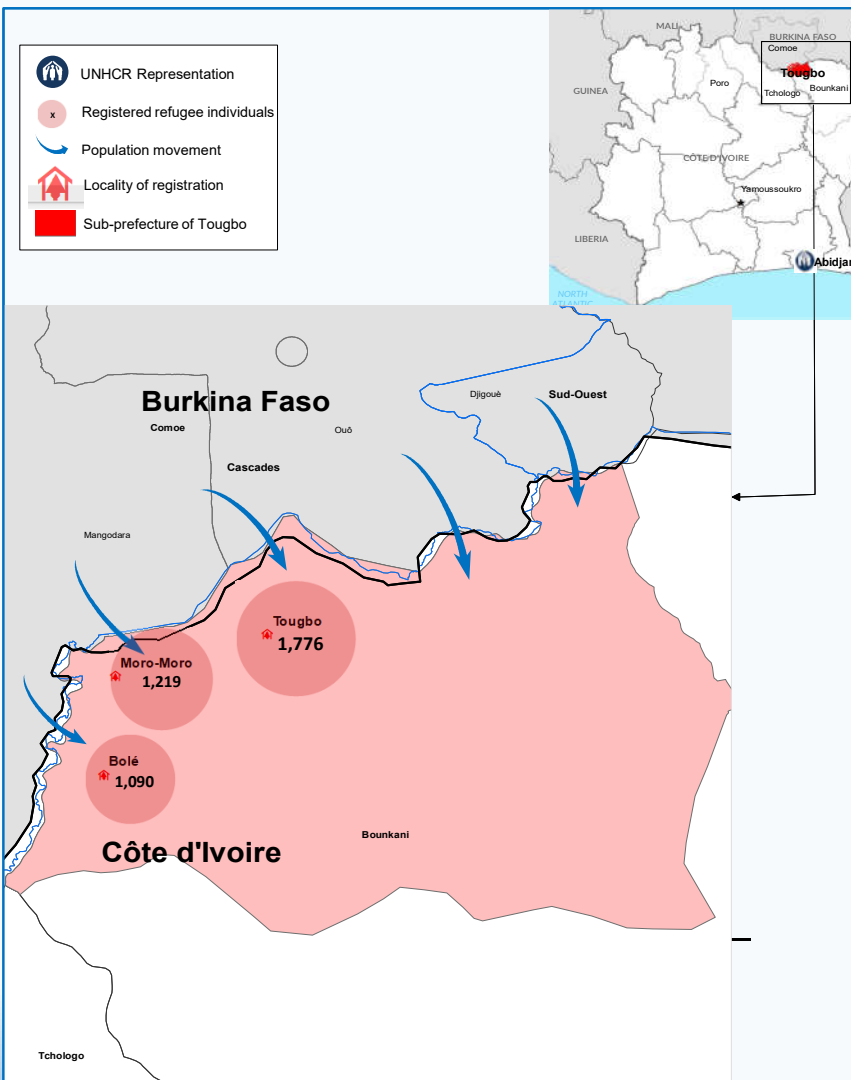 UNHCR Representation
x
Registered refugee individuals
Population movement
Locality of registration
Sub-prefecture of Tougbo
MALI
BURKINA FASO
Comoe
Tougbo
Poro
Tchologo
Bounkani
GUINEA
CÔTE D'IVOIRE
Yamoussoukro
LIBERIA
Abidjan
NORTH
ATLANTIC
Burkina Faso
Comoe
Ouô
Djigouè
Sud-Ouest
Cascades
Mangodara
Tougbo
1,776
Moro-Moro
1,219
Bolé
1,090
Bounkani
Côte d'Ivoire
Tchologo